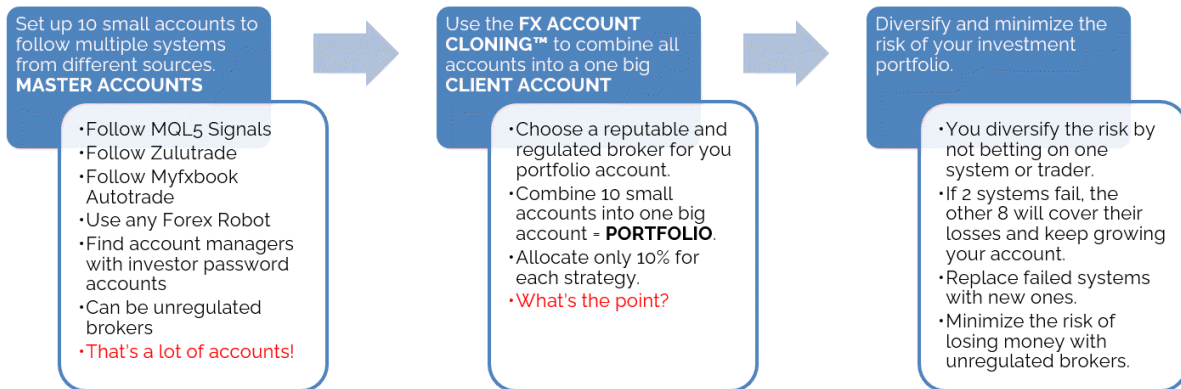 Set up 10 small accounts to
follow multiple systems
from different sources.
MASTER ACCOUNTS
•Follow MQL5 Signals
•Follow Zulutrade
•Follow Myfxbook
Autotrade
•Use any Forex Robot
•Find account managers
with investor password
accounts
•Can be unregulated
brokers
•That's a lot of accounts!
Use the FX ACCOUNT
CLONING™ to combine all
accounts into a one big
CLIENT ACCOUNT
•Choose a reputable and
regulated broker for you
portfolio account.
•Combine 10 small
accounts into one big
account = PORTFOLIO.
•Allocate only 10% for
each strategy.
•What's the point?
Diversify and minimize the
risk of your investment
portfolio.
•You diversify the risk by
not betting on one
system or trader.
•If 2 systems fail, the
other 8 will cover their
losses and keep growing
your account.
•Replace failed systems
with new ones.
•Minimize the risk of
losing money with
unregulated brokers.